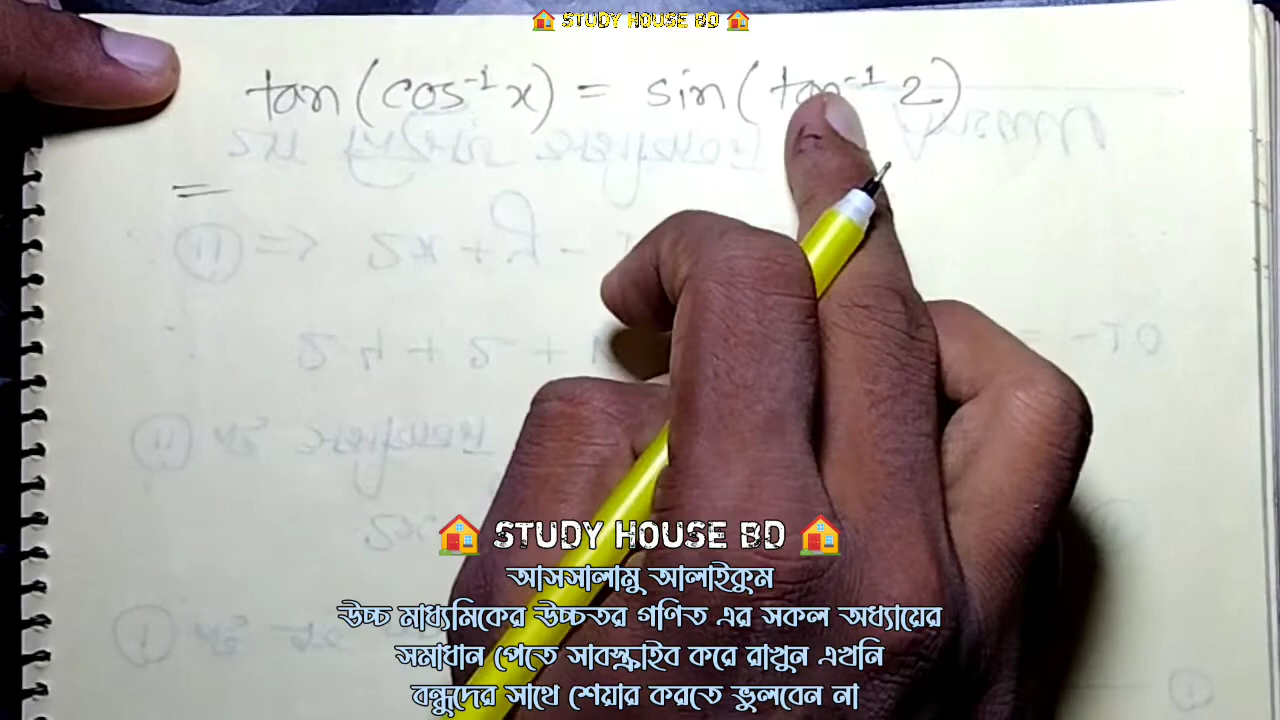 🏠 STUDY HOUSE BD 🏠
tan(cos⁻¹x) = sin(tan⁻¹2)
=
🏠 STUDY HOUSE BD 🏠
আসসালামু আলাইকুম
উচ্চ মাধ্যমিকের উচ্চতর গণিত এর সকল অধ্যায়ের
সমাধান পেতে সাবস্ক্রাইব করে রাখুন এখনি
বন্ধুদের সাথে শেয়ার করতে ভুলবেন না